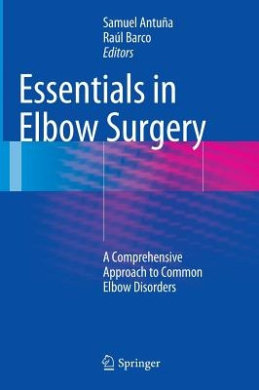 Samuel Antuña
Raúl Barco
Editors
Essentials in
Elbow Surgery
A Comprehensive
Approach to Common
Elbow Disorders
Springer